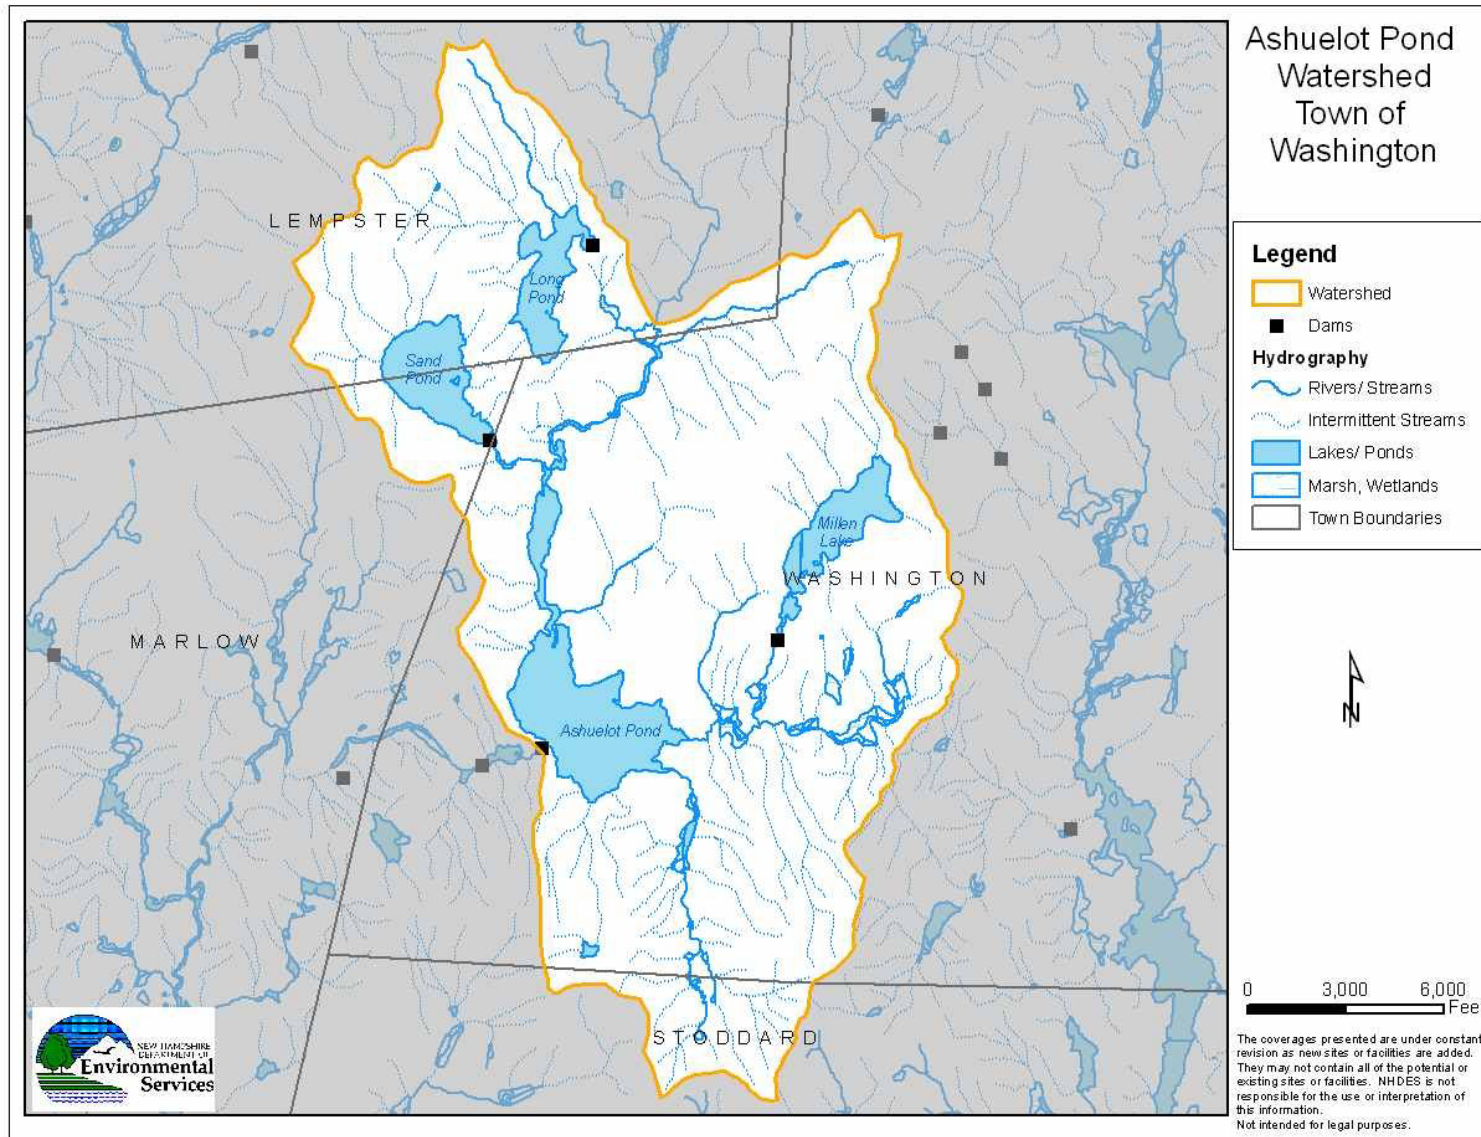 Ashuelot Pond
Watershed
Town of
Washington
LEMPSTER
Long
Pond
Sand
Pond
Millen
Lake
WASHINGTON
MARLOW
Ashuelot Pond
STODDARD
Legend
Watershed
Dams
Hydrography
Rivers/ Streams
Intermittent Streams
Lakes/ Ponds
Marsh, Wetlands
Town Boundaries
N
0 3,000 6,000
Fee
The coverages presented are under constant
revision as new sites or facilities are added.
They may not contain all of the potential or
existing sites or facilities. NHDES is not
responsible for the use or interpretation of
this information.
Not intended for legal purposes.
NEW HAMPSHIRE
DEPARTMENT OF
Environmental
Services